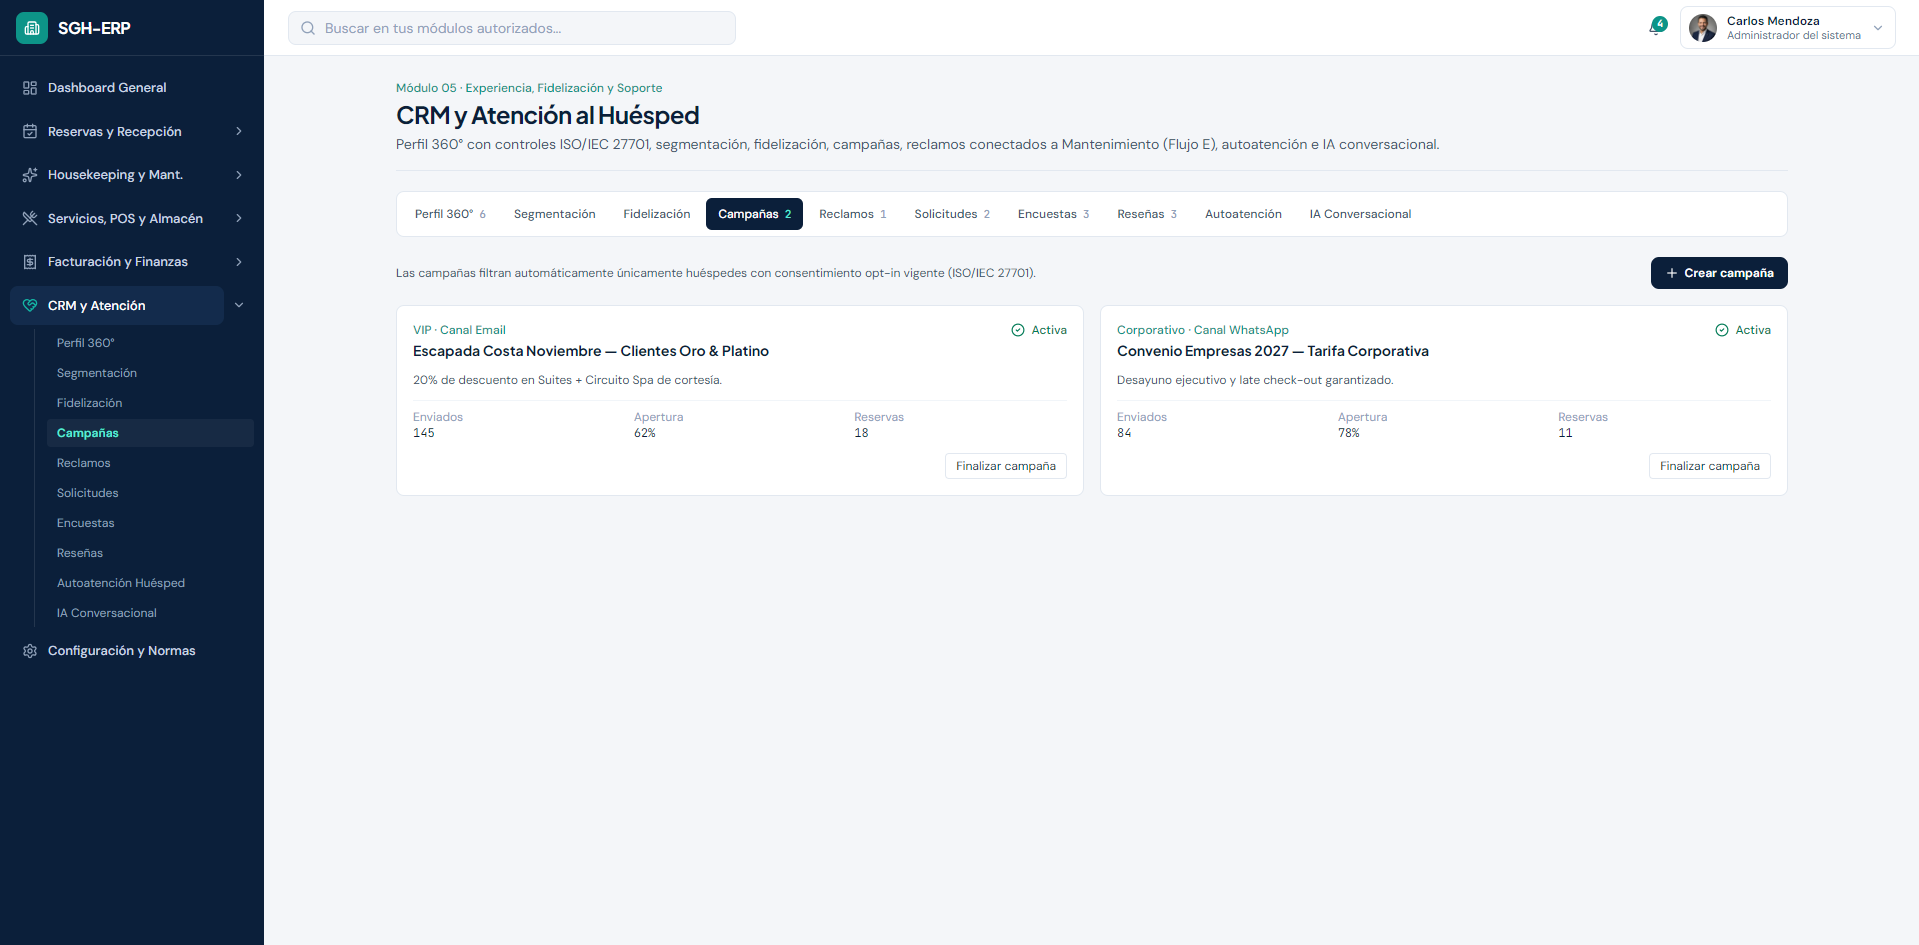 SGH-ERP
Buscar en tus módulos autorizados...
4
Carlos Mendoza
Administrador del sistema
Dashboard General
Reservas y Recepción
Housekeeping y Mant.
Servicios, POS y Almacén
Facturación y Finanzas
CRM y Atención
Perfil 360°
Segmentación
Fidelización
Campañas
Reclamos
Solicitudes
Encuestas
Reseñas
Autoatención Huésped
IA Conversacional
Configuración y Normas
Módulo 05 · Experiencia, Fidelización y Soporte
CRM y Atención al Huésped
Perfil 360° con controles ISO/IEC 27701, segmentación, fidelización, campañas, reclamos conectados a Mantenimiento (Flujo E), autoatención e IA conversacional.
Perfil 360° 6 Segmentación Fidelización Campañas 2 Reclamos 1 Solicitudes 2 Encuestas 3 Reseñas 3 Autoatención IA Conversacional
Las campañas filtran automáticamente únicamente huéspedes con consentimiento opt-in vigente (ISO/IEC 27701).
+ Crear campaña
VIP · Canal Email
Activa
Escapada Costa Noviembre — Clientes Oro & Platino
20% de descuento en Suites + Circuito Spa de cortesía.
Enviados Apertura Reservas
145 62% 18
Finalizar campaña
Corporativo · Canal WhatsApp
Activa
Convenio Empresas 2027 — Tarifa Corporativa
Desayuno ejecutivo y late check-out garantizado.
Enviados Apertura Reservas
84 78% 11
Finalizar campaña